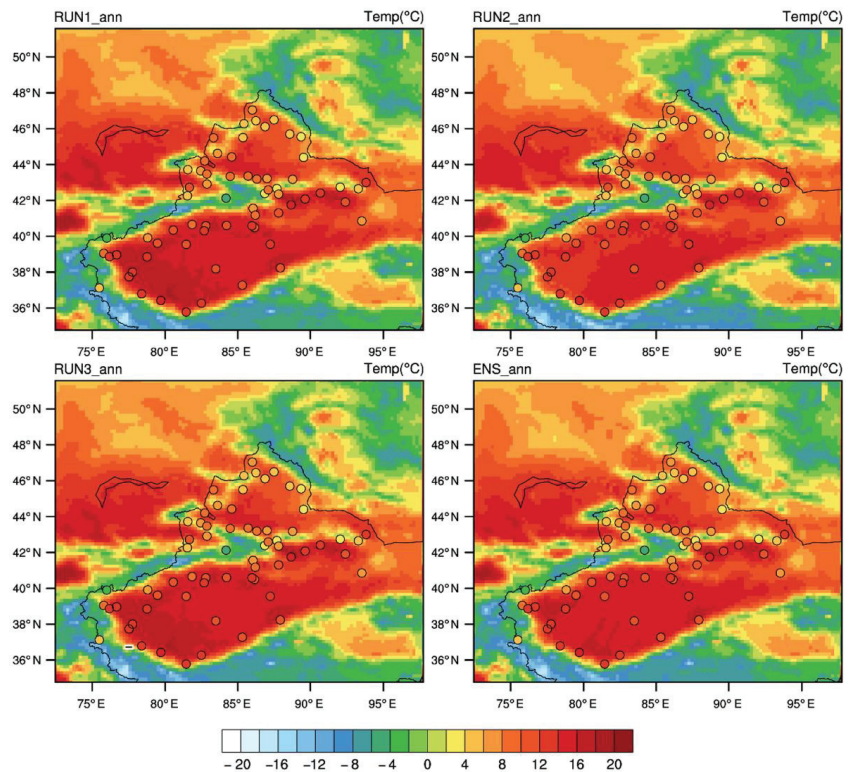 RUN1_ann Temp(°C) RUN2_ann Temp(°C)
50°N 50°N
48°N 48°N
46°N 46°N
44°N 44°N
42°N 42°N
40°N 40°N
38°N 38°N
36°N 36°N
75°E 80°E 85°E 90°E 95°E 75°E 80°E 85°E 90°E 95°E
RUN3_ann Temp(°C) ENS_ann Temp(°C)
50°N 50°N
48°N 48°N
46°N 46°N
44°N 44°N
42°N 42°N
40°N 40°N
38°N 38°N
36°N 36°N
75°E 80°E 85°E 90°E 95°E 75°E 80°E 85°E 90°E 95°E
-20 -16 -12 -8 -4 0 4 8 12 16 20